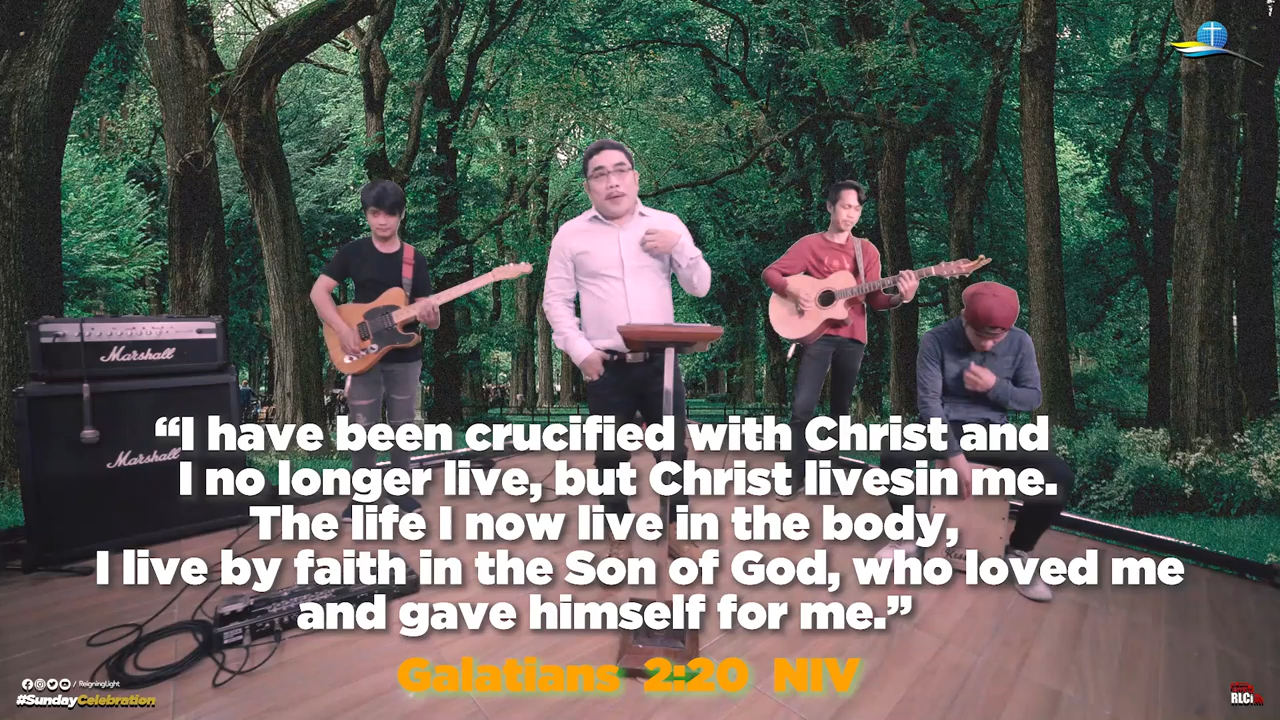 Marshall
Marshall
“I have been crucified with Christ and
I no longer live, but Christ livesin me.
The life I now live in the body,
I live by faith in the Son of God, who loved me
and gave himself for me.”
Galatians 2:20 NIV
/ ReigningLight
#SundayCelebration
RLCI